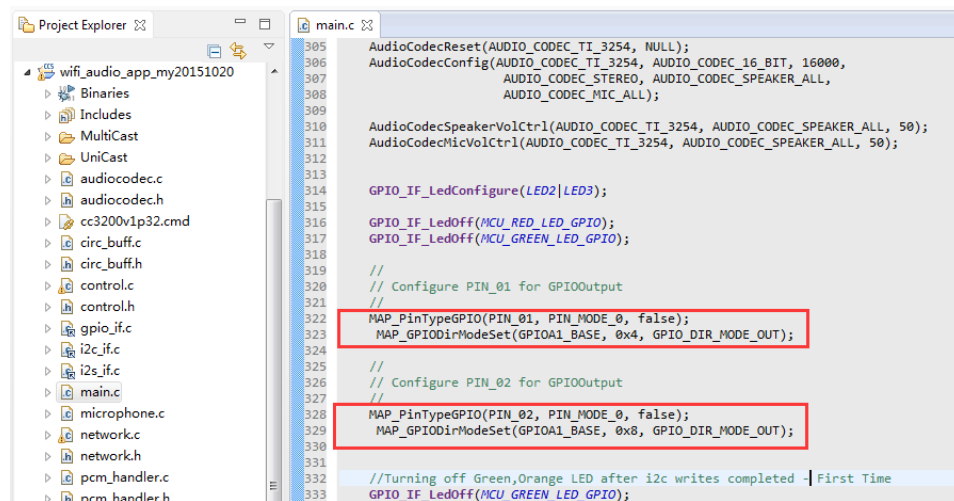 Project Explorer
wifi_audio_app_my20151020
Binaries
Includes
MultiCast
UniCast
audiocodec.c
audiocodec.h
cc3200v1p32.cmd
circ_buff.c
circ_buff.h
control.c
control.h
gpio_if.c
i2c_if.c
i2s_if.c
main.c
microphone.c
network.c
network.h
pcm_handler.c
pcm_handler.h
main.c
305 AudioCodecReset(AUDIO_CODEC_TI_3254, NULL);
306 AudioCodecConfig(AUDIO_CODEC_TI_3254, AUDIO_CODEC_16_BIT, 16000,
307 AUDIO_CODEC_STEREO, AUDIO_CODEC_SPEAKER_ALL,
308 AUDIO_CODEC_MIC_ALL);
309
310 AudioCodecSpeakerVolCtrl(AUDIO_CODEC_TI_3254, AUDIO_CODEC_SPEAKER_ALL, 50);
311 AudioCodecMicVolCtrl(AUDIO_CODEC_TI_3254, AUDIO_CODEC_SPEAKER_ALL, 50);
312
313
314 GPIO_IF_LedConfigure(LED2|LED3);
315
316 GPIO_IF_LedOff(MCU_RED_LED_GPIO);
317 GPIO_IF_LedOff(MCU_GREEN_LED_GPIO);
318
319 //
320 // Configure PIN_01 for GPIOOutput
321 //
322 MAP_PinTypeGPIO(PIN_01, PIN_MODE_0, false);
323 MAP_GPIODirModeSet(GPIOA1_BASE, 0x4, GPIO_DIR_MODE_OUT);
324
325 //
326 // Configure PIN_02 for GPIOOutput
327 //
328 MAP_PinTypeGPIO(PIN_02, PIN_MODE_0, false);
329 MAP_GPIODirModeSet(GPIOA1_BASE, 0x8, GPIO_DIR_MODE_OUT);
330
331
332 //Turning off Green,Orange LED after i2c writes completed - First Time
333 GPIO_IF_LedOff(MCU_GREEN_LED_GPIO);